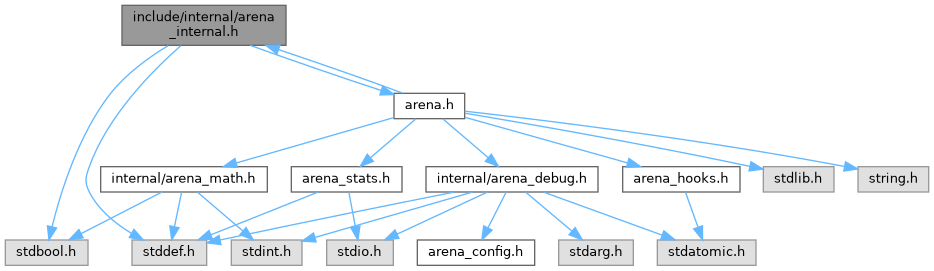 include/internal/arena
_internal.h
arena.h
internal/arena_math.h
arena_stats.h
internal/arena_debug.h
arena_hooks.h
stdlib.h
string.h
stdbool.h
stddef.h
stdint.h
stdio.h
arena_config.h
stdarg.h
stdatomic.h